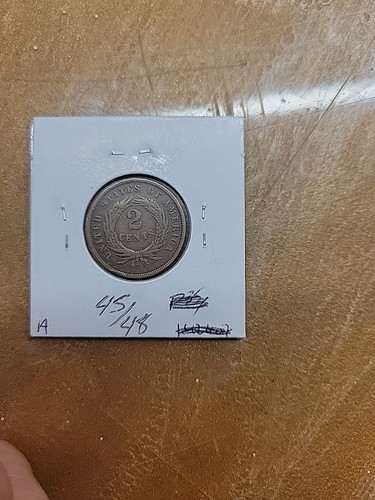 UNITED STATES OF AMERICA
2
CENTS
45/48
A